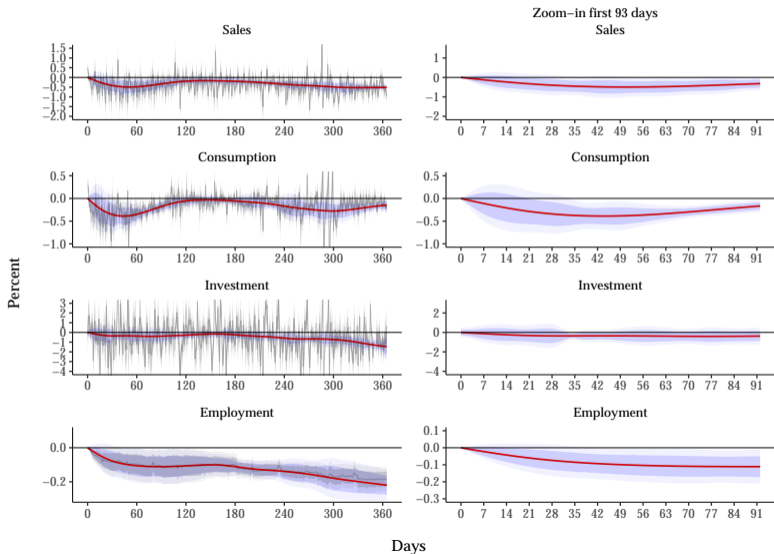 Zoom−in first 93 days
Sales
Sales
1.5
1.0
0.5
0.0
−0.5
−1.0
−1.5
−2.0
0 60 120 180 240 300 360
1
0
−1
−2
0 7 14 21 28 35 42 49 56 63 70 77 84 91
Consumption
Consumption
0.5
0.0
−0.5
−1.0
0 60 120 180 240 300 360
0.5
0.0
−0.5
−1.0
0 7 14 21 28 35 42 49 56 63 70 77 84 91
Percent
Investment
Investment
3
2
1
0
−1
−2
−3
−4
0 60 120 180 240 300 360
2
0
−2
−4
0 7 14 21 28 35 42 49 56 63 70 77 84 91
Employment
Employment
0.0
−0.2
0 60 120 180 240 300 360
0.1
0.0
−0.1
−0.2
−0.3
0 7 14 21 28 35 42 49 56 63 70 77 84 91
Days